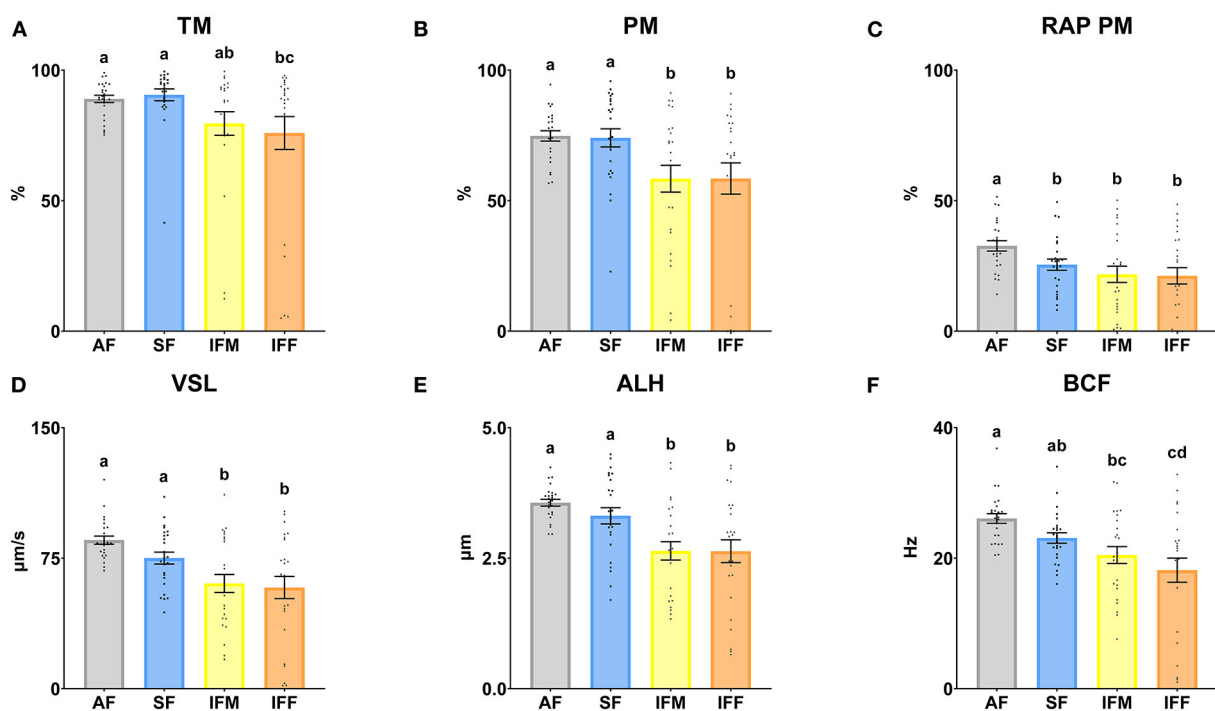 A TM
a a ab bc
100
50
0
%
AF SF IFM IFF
B PM
a a b b
100
50
0
%
AF SF IFM IFF
C RAP PM
a b b b
100
50
0
%
AF SF IFM IFF
D VSL
a a b b
150
75
0
µm/s
AF SF IFM IFF
E ALH
a a b b
5.0
2.5
0.0
µm
AF SF IFM IFF
F BCF
a ab bc cd
40
20
0
Hz
AF SF IFM IFF